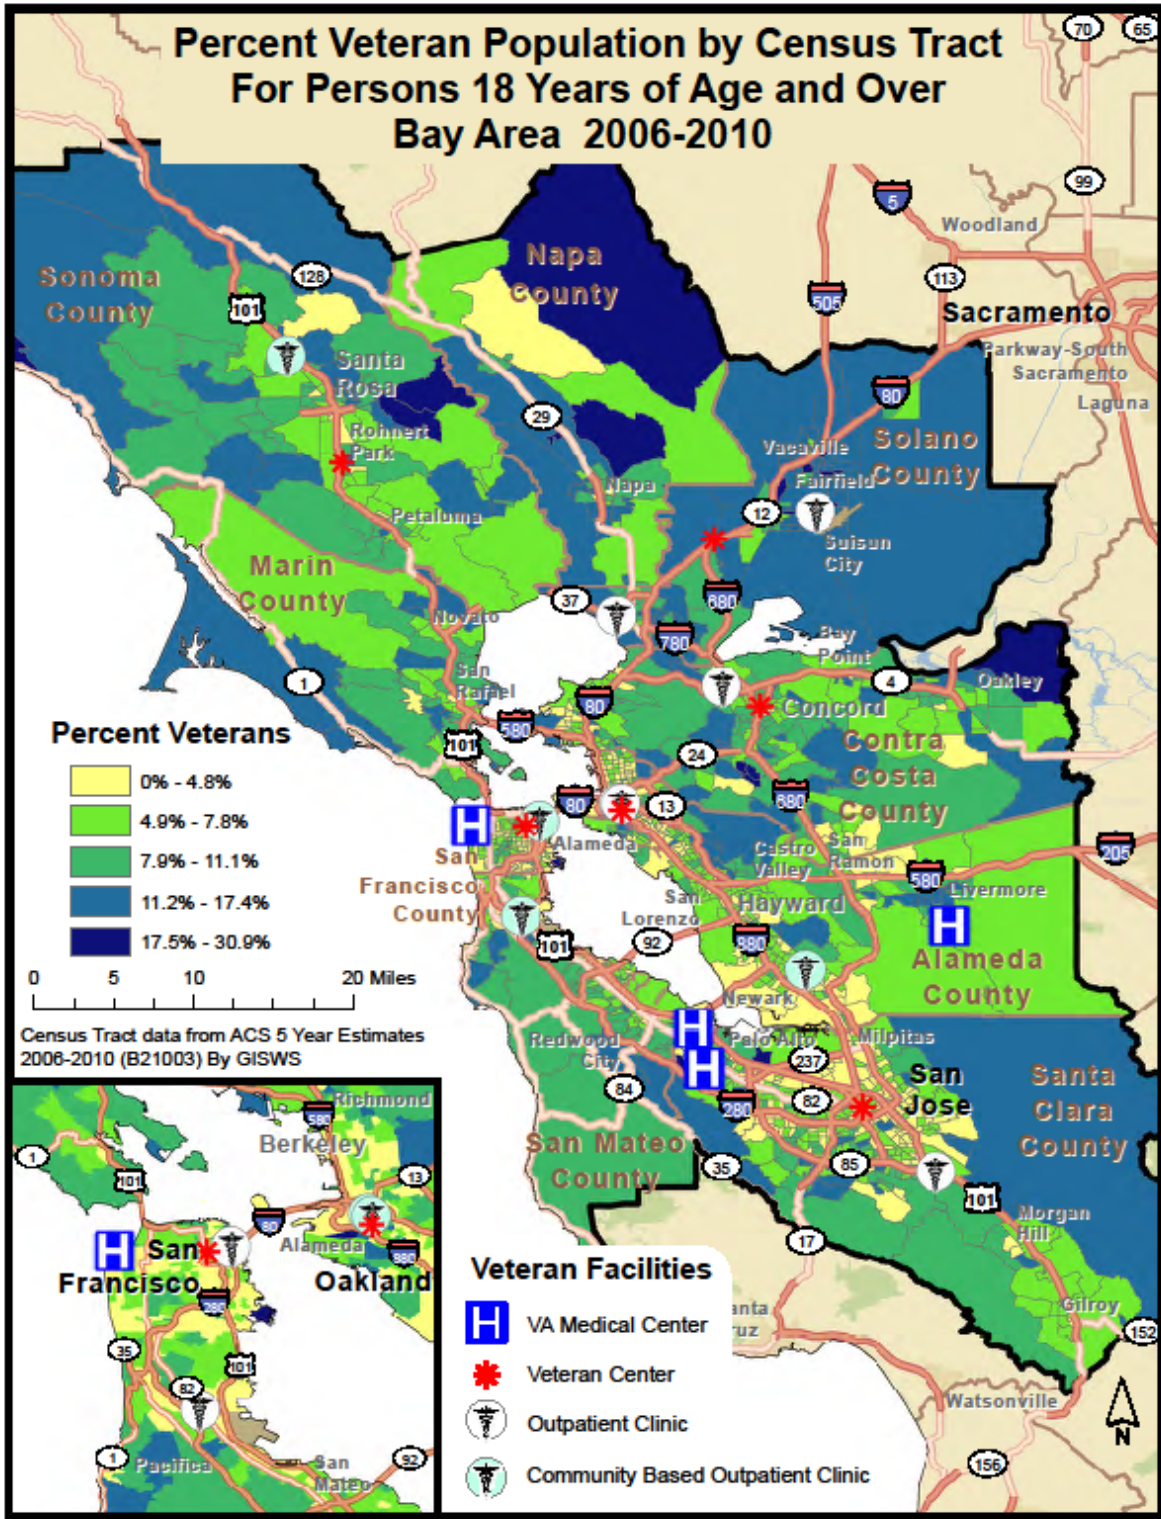 Percent Veteran Population by Census Tract
For Persons 18 Years of Age and Over
Bay Area 2006-2010
70
65
99
5
Woodland
113
505
Sacramento
Parkway-South
Sacramento
Laguna
80
Napa
County
Sonoma
County
128
101
Santa
Rosa
29
Rohnert
Park
Vacaville
Solano
County
Fairfield
Napa
12
Petaluma
Suisun
City
Marin
County
37
680
Novato
780
Bay
Point
1
San
Rafael
4
Oakley
80
Concord
580
101
Contra
Costa
County
24
680
80
13
Alameda
San
Francisco
County
Castro
Valley
San
Ramon
205
580
Livermore
San
Lorenzo
Hayward
H
880
92
101
H
Alameda
County
Newark
H
Palo Alto
Milpitas
Redwood
City
237
H
San
Jose
Santa
Clara
County
84
280
82
San Mateo
County
35
85
101
Morgan
Hill
17
Gilroy
152
anta
ruz
Watsonville
156
N
Percent Veterans
0% - 4.8%
4.9% - 7.8%
7.9% - 11.1%
11.2% - 17.4%
17.5% - 30.9%
0 5 10 20 Miles
Census Tract data from ACS 5 Year Estimates
2006-2010 (B21003) By GISWS
Richmond
580
Berkeley
1
101
13
80
H
San
Francisco
Alameda
880
Oakland
280
35
101
82
1
Pacifica
San
Mateo
92
Veteran Facilities
H VA Medical Center
Veteran Center
Outpatient Clinic
Community Based Outpatient Clinic